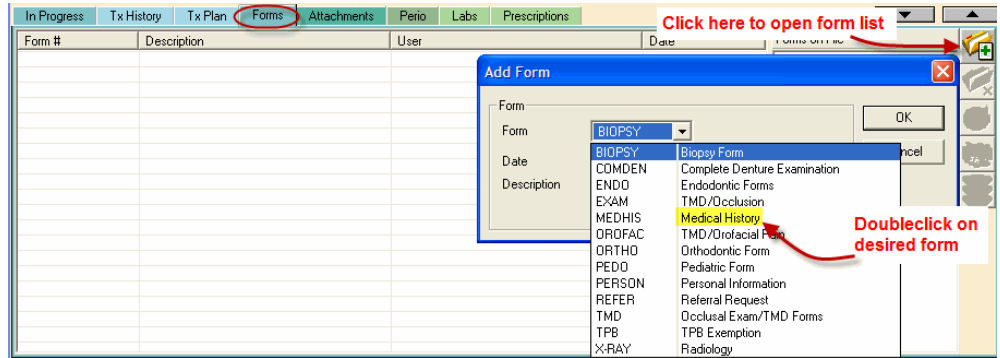 In Progress Tx History Tx Plan Forms Attachments Perio Labs Prescriptions
Click here to open form list
Form # Description User Date Forms on File
Add Form
Form
Form BIOPSY
OK
Date
Description
BIOPSY Biopsy Form
COMDEN Complete Denture Examination
ENDO Endodontic Forms
EXAM TMD/Occlusion
MEDHIS Medical History
OROFAC TMD/Orofacial Pain
ORTHO Orthodontic Form
PEDO Pediatric Form
PERSON Personal Information
REFER Referral Request
TMD Occlusal Exam/TMD Forms
TPB TPB Exemption
X-RAY Radiology
ncel
Doubleclick on
desired form